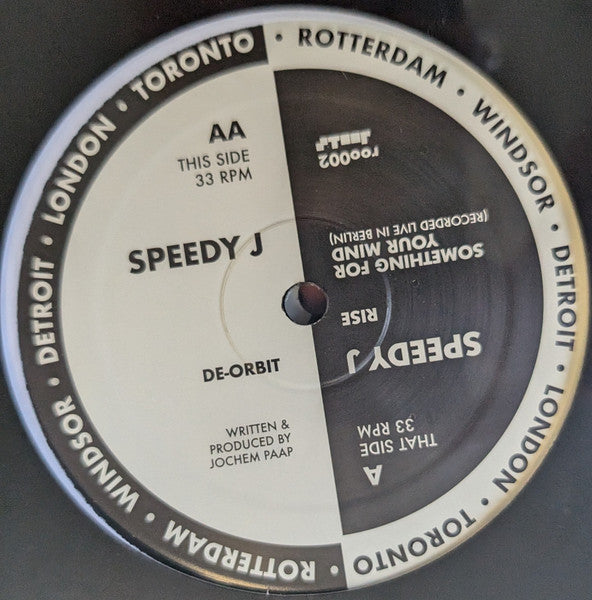 TORONTO • ROTTERDAM • WINDSOR • DETROIT • LONDON • TORONTO • ROTTERDAM • WINDSOR • DETROIT • LONDON •
AA
THIS SIDE
33 RPM
SPEEDY J
DE-ORBIT
WRITTEN &
PRODUCED BY
JOCHEM PAAP
A
THAT SIDE
33 RPM
SPEEDY J
RISE
SOMETHING FOR
YOUR MIND
(RECORDED LIVE IN BERLIN)
roo002